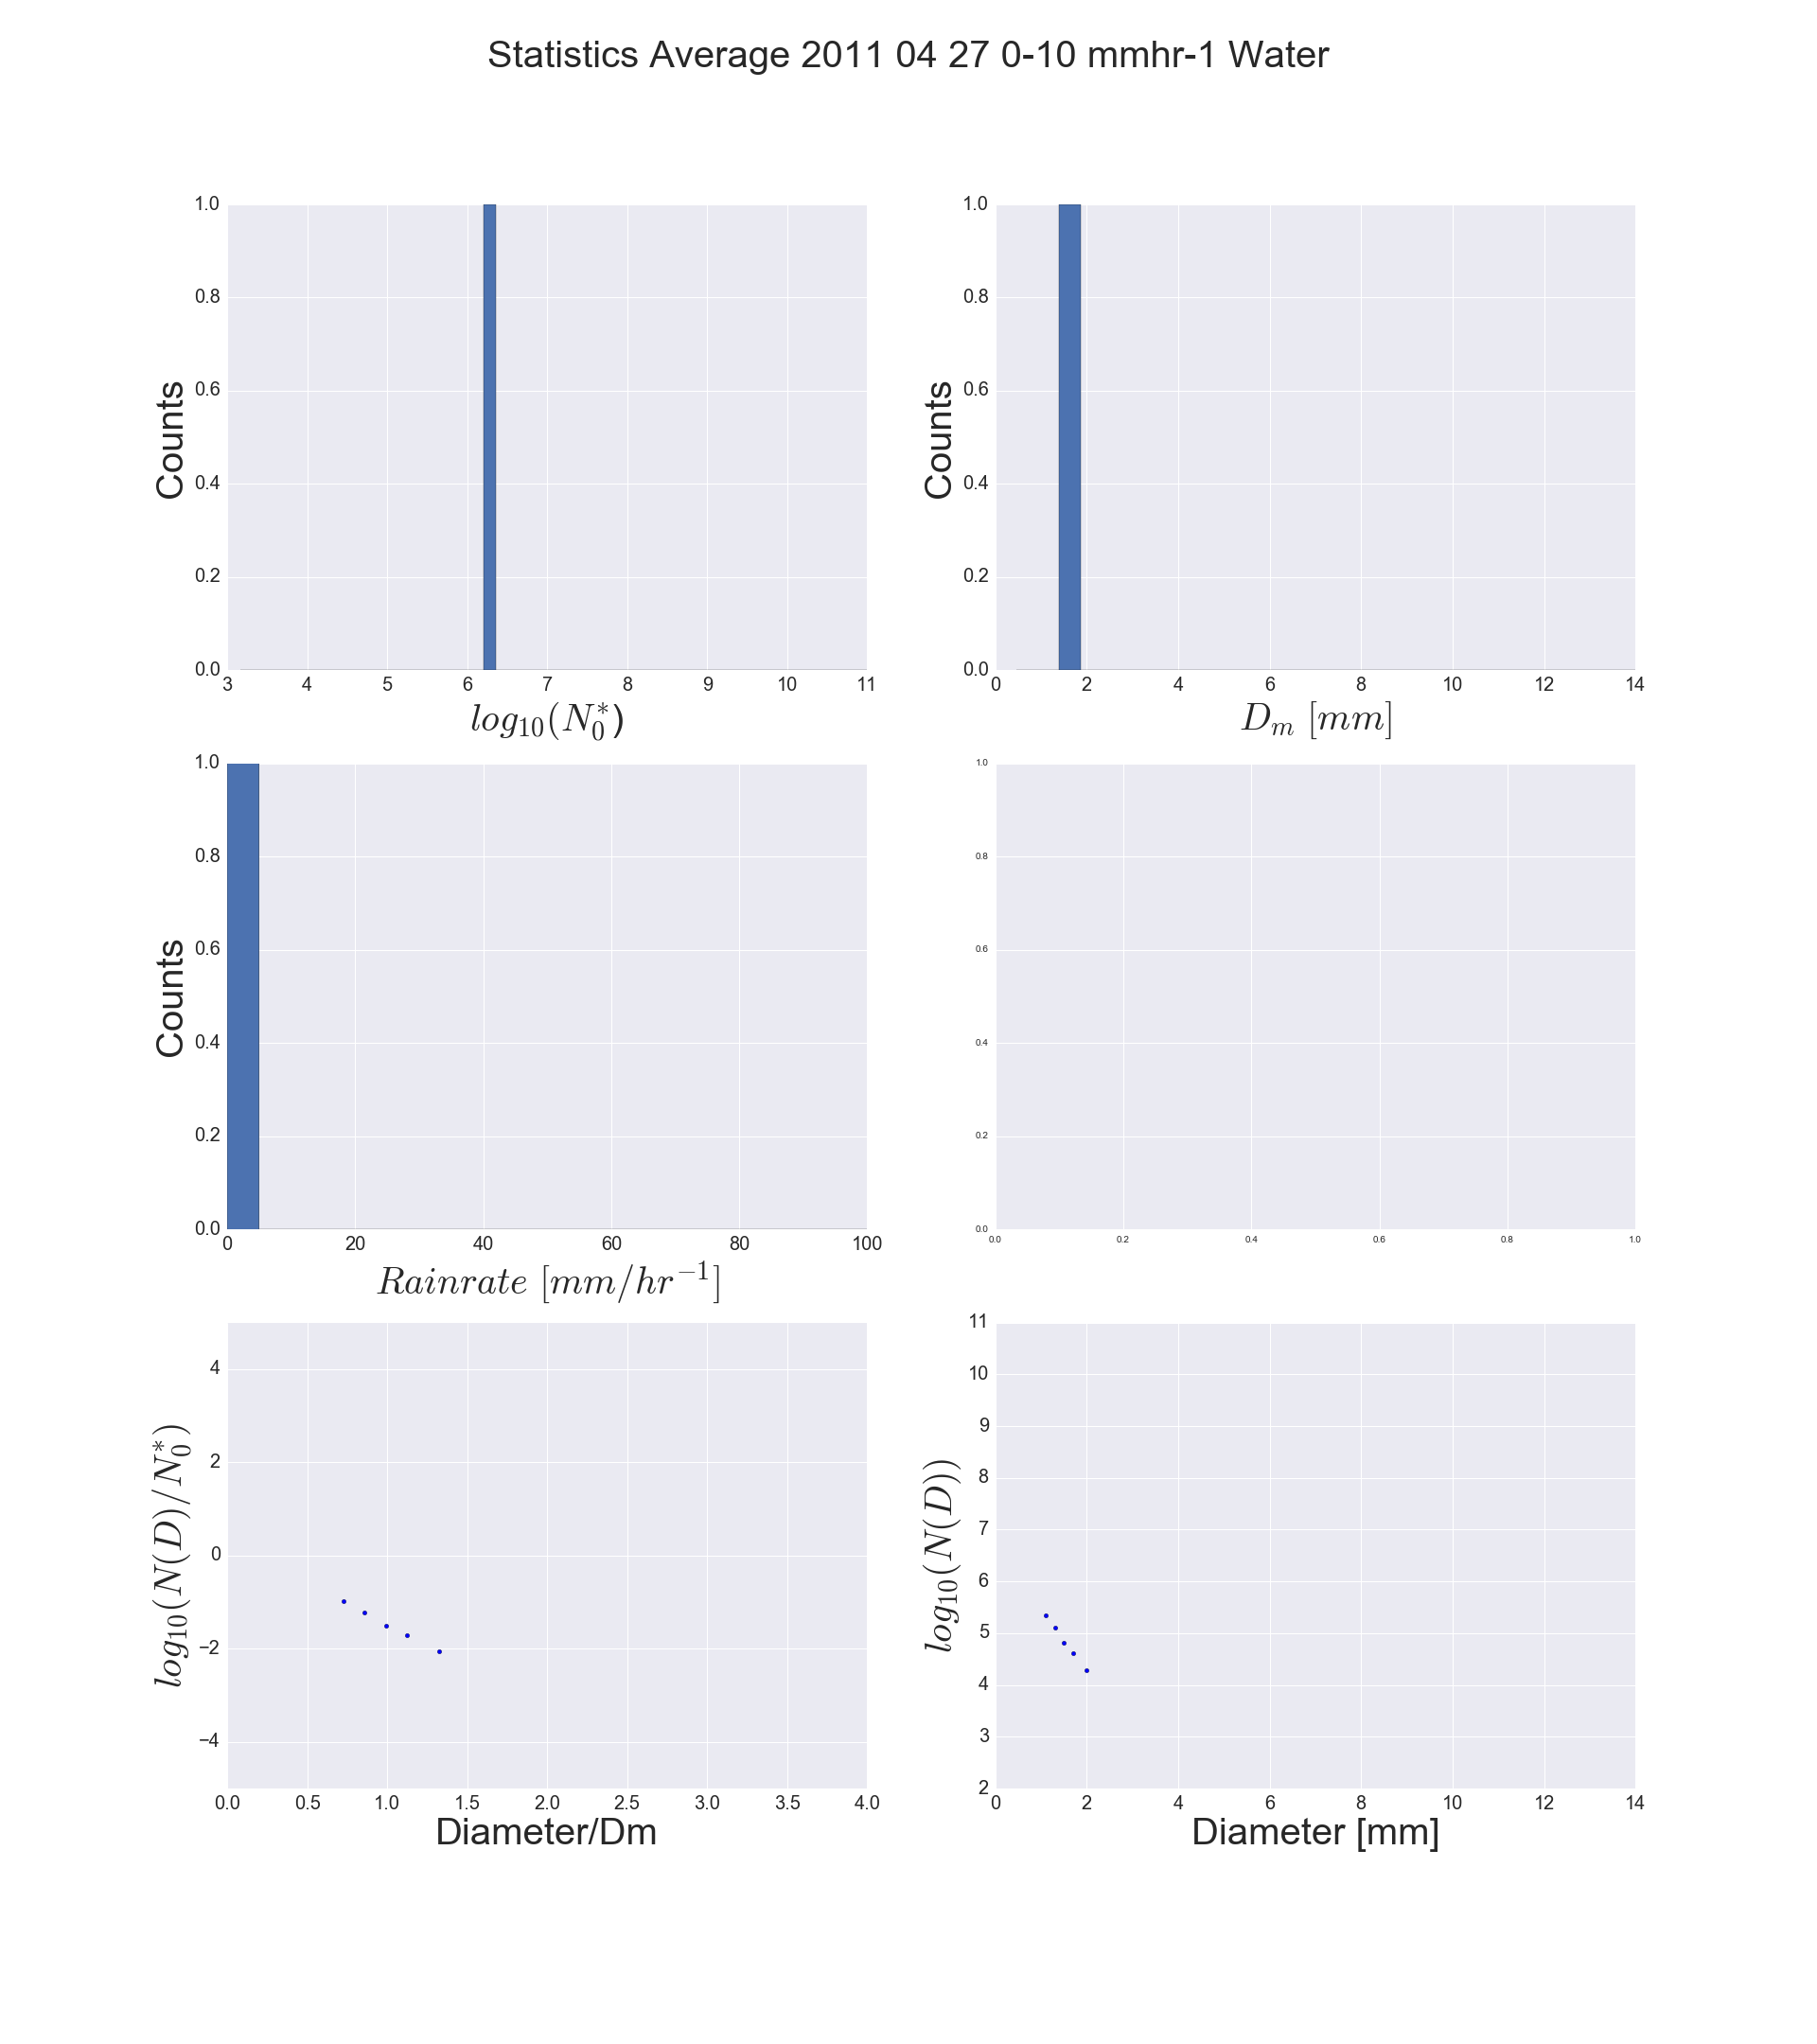 Statistics Average 2011 04 27 0-10 mmhr-1 Water
1.0
0.8
0.6
0.4
0.2
0.0
Counts
3 4 5 6 7 8 9 10 11
log10(N0*)
1.0
0.8
0.6
0.4
0.2
0.0
Counts
0 2 4 6 8 10 12 14
Dm [mm]
1.0
0.8
0.6
0.4
0.2
0.0
Counts
0 20 40 60 80 100
Rainrate [mm/hr−1]
1.0
0.8
0.6
0.4
0.2
0.0
0.0 0.2 0.4 0.6 0.8 1.0
4
2
0
−2
−4
log10(N(D)/N0*)
0.0 0.5 1.0 1.5 2.0 2.5 3.0 3.5 4.0
Diameter/Dm
11
10
9
8
7
6
5
4
3
2
log10(N(D))
0 2 4 6 8 10 12 14
Diameter [mm]